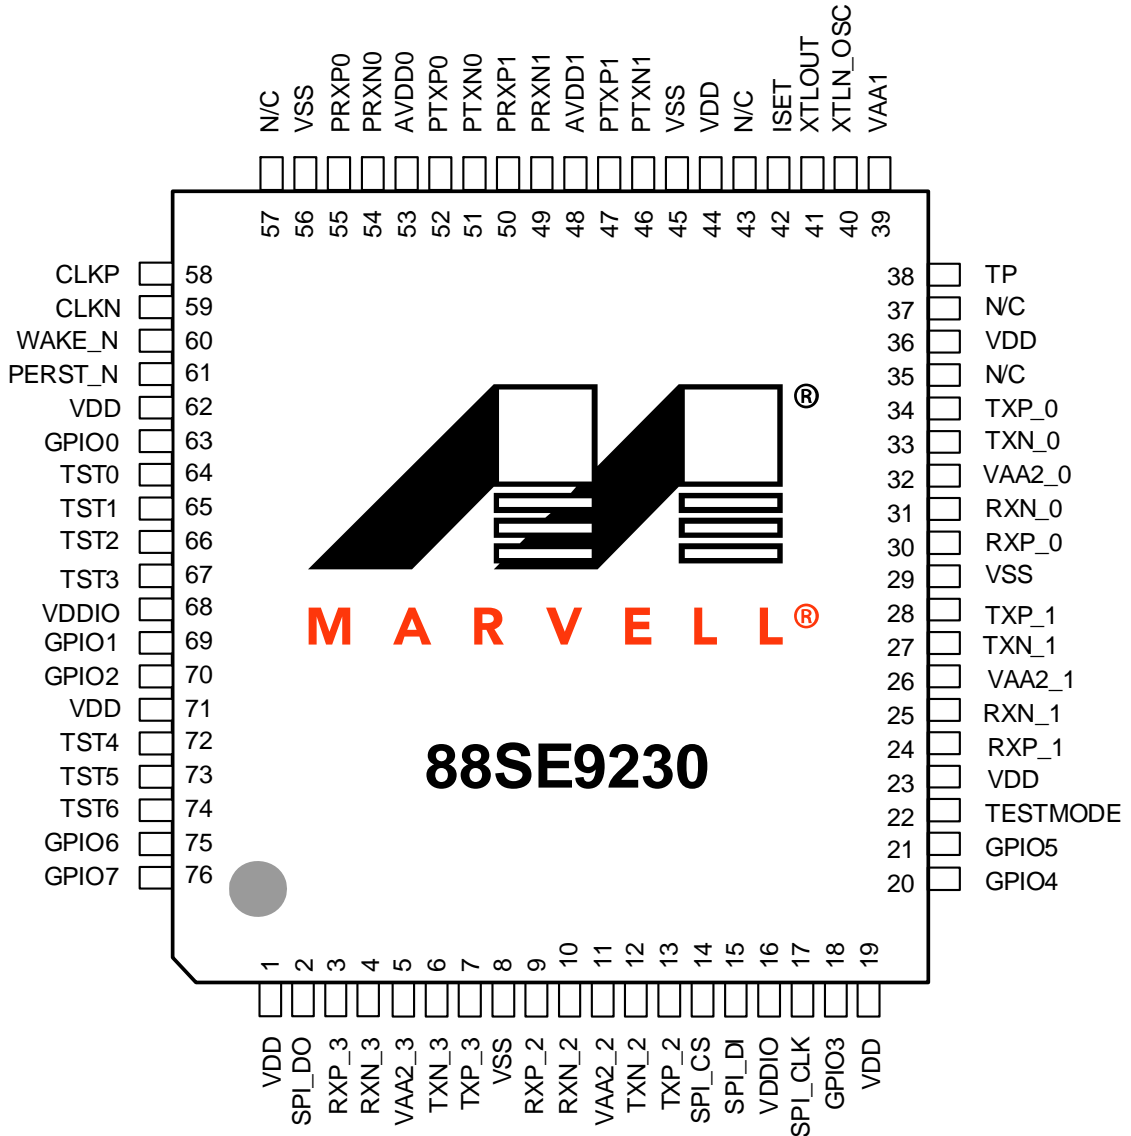 N/C
VSS
PRXP0
PRXN0
AVDD0
PTXP0
PTXN0
PRXP1
PRXN1
AVDD1
PTXP1
PTXN1
VSS
VDD
N/C
ISET
XTLOUT
XTLN_OSC
VAA1
57 56 55 54 53 52 51 50 49 48 47 46 45 44 43 42 41 40 39
CLKP 58
CLKN 59
WAKE_N 60
PERST_N 61
VDD 62
GPIO0 63
TST0 64
TST1 65
TST2 66
TST3 67
VDDIO 68
GPIO1 69
GPIO2 70
VDD 71
TST4 72
TST5 73
TST6 74
GPIO6 75
GPIO7 76
®
MARVELL®
88SE9230
38 TP
37 N/C
36 VDD
35 N/C
34 TXP_0
33 TXN_0
32 VAA2_0
31 RXN_0
30 RXP_0
29 VSS
28 TXP_1
27 TXN_1
26 VAA2_1
25 RXN_1
24 RXP_1
23 VDD
22 TESTMODE
21 GPIO5
20 GPIO4
1 2 3 4 5 6 7 8 9 10 11 12 13 14 15 16 17 18 19
VDD
SPI_DO
RXP_3
RXN_3
VAA2_3
TXN_3
TXP_3
VSS
RXP_2
RXN_2
VAA2_2
TXN_2
TXP_2
SPI_CS
SPI_DI
VDDIO
SPI_CLK
GPIO3
VDD